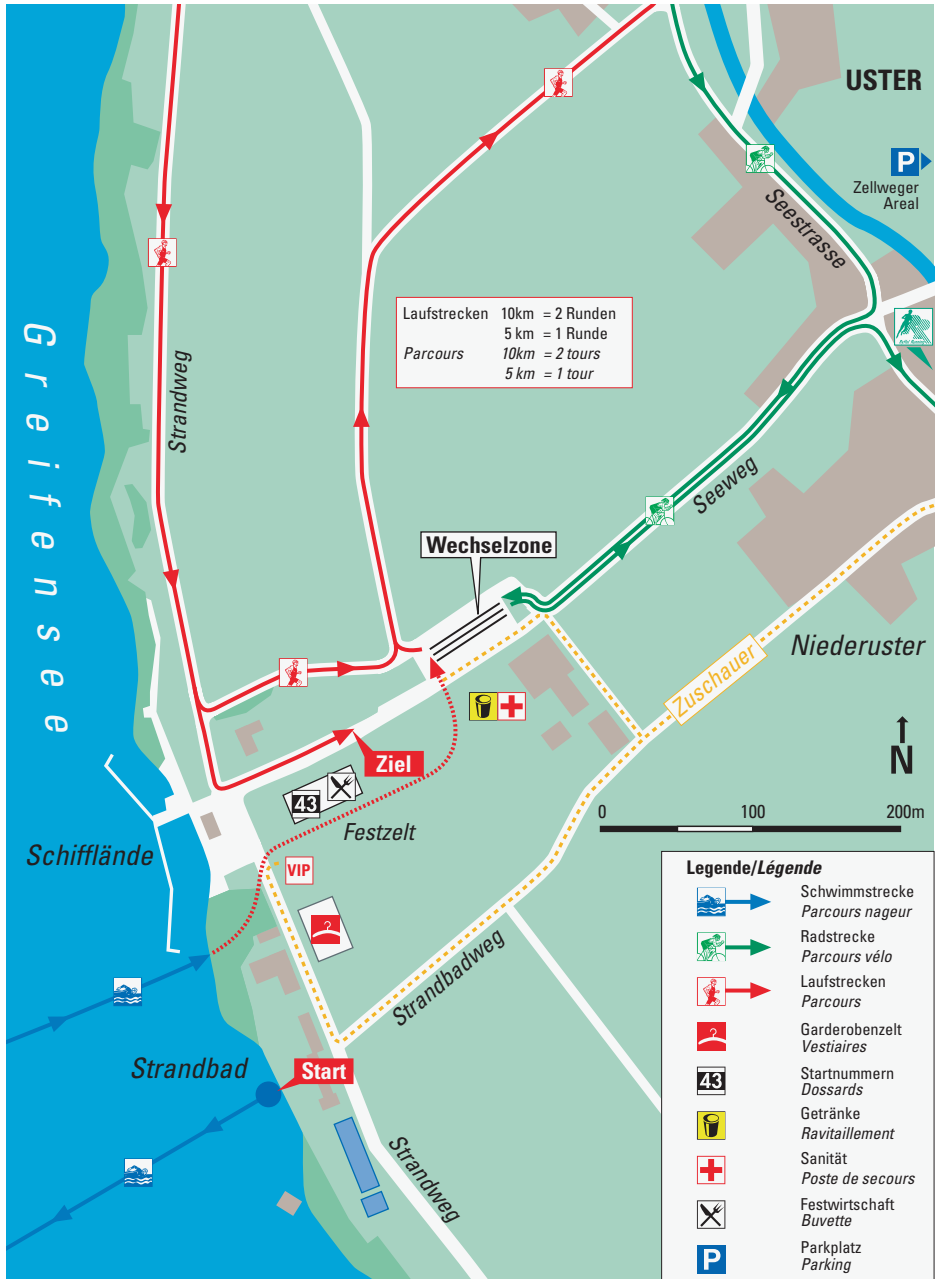 USTER
P
Zellweger
Areal
Seestrasse
Laufstrecken 10km = 2 Runden
5 km = 1 Runde
Parcours 10km = 2 tours
5 km = 1 tour
Greifensee
Strandweg
Seeweg
Wechselzone
Niederuster
Zuschauer
Ziel
N
43
Festzelt
0 100 200m
Schifflände
VIP
Strandbadweg
Strandbad
Start
Strandweg
Legende/Légende
Schwimmstrecke
Parcours nageur
Radstrecke
Parcours vélo
Laufstrecken
Parcours
Garderobenzelt
Vestiaires
43
Startnummern
Dossards
Getränke
Ravitaillement
Sanität
Poste de secours
Festwirtschaft
Buvette
P
Parkplatz
Parking